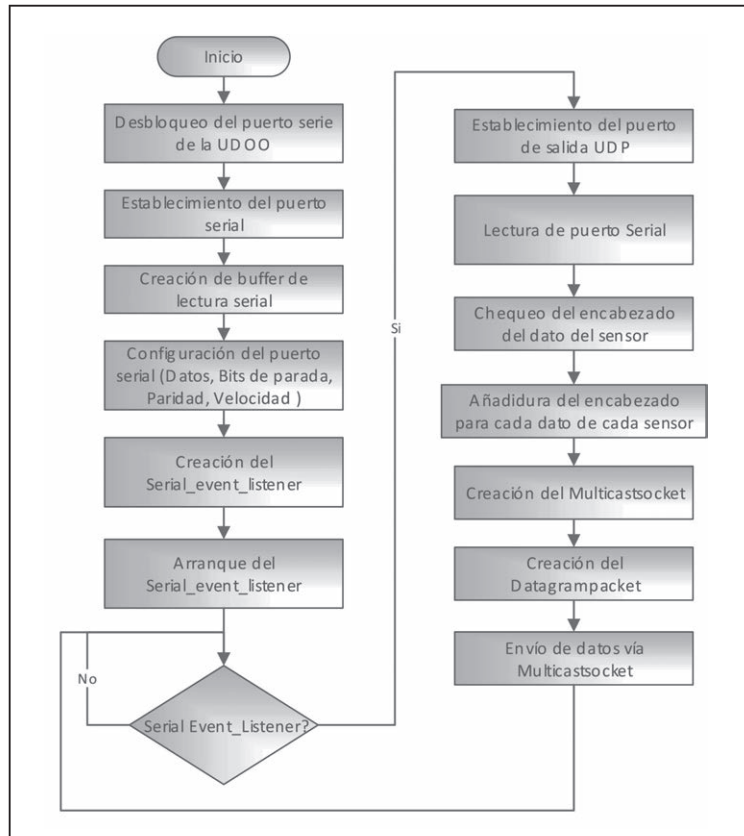 Inicio
Desbloqueo del puerto serie
de la UDOO
Establecimiento del puerto
serial
Creación de buffer de
lectura serial
Configuración del puerto
serial (Datos, Bits de parada,
Paridad, Velocidad )
Creación del
Serial_event_listener
Arranque del
Serial_event_listener
No
Serial Event_Listener?
Si
Establecimiento del puerto
de salida UDP
Lectura de puerto Serial
Chequeo del encabezado
del dato del sensor
Añadidura del encabezado
para cada dato de cada sensor
Creación del Multicastsocket
Creación del
Datagrampacket
Envío de datos vía
Multicastsocket